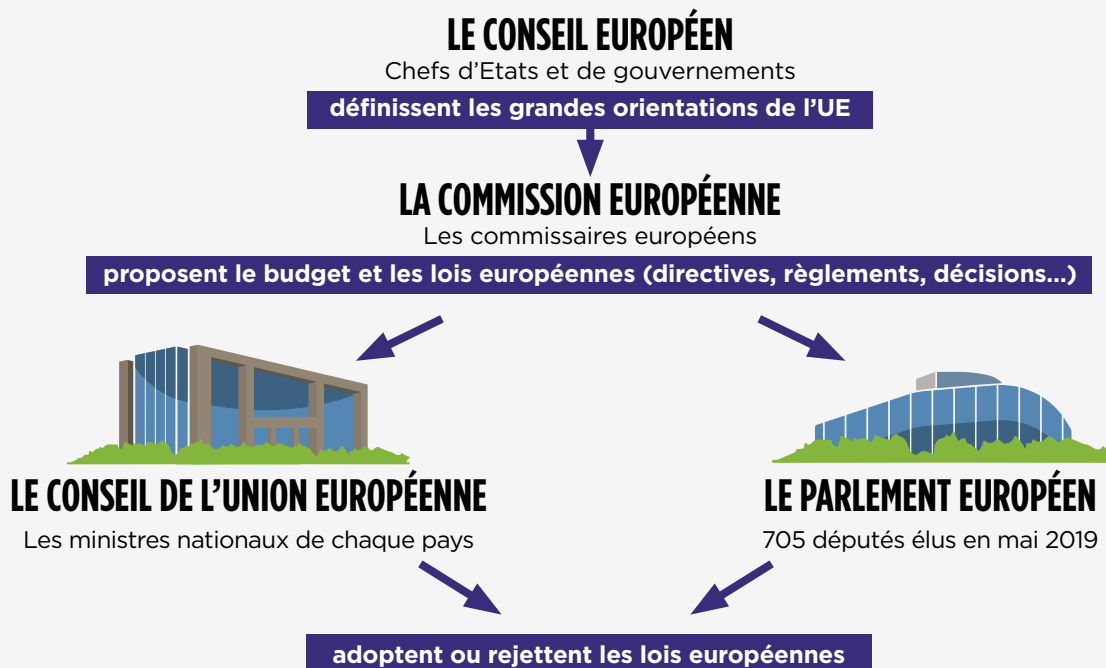 LE CONSEIL EUROPÉEN
Chefs d'Etats et de gouvernements
définissent les grandes orientations de l'UE
LA COMMISSION EUROPÉENNE
Les commissaires européens
proposent le budget et les lois européennes (directives, règlements, décisions...)
LE CONSEIL DE L'UNION EUROPÉENNE
Les ministres nationaux de chaque pays
LE PARLEMENT EUROPÉEN
705 députés élus en mai 2019
adoptent ou rejettent les lois européennes